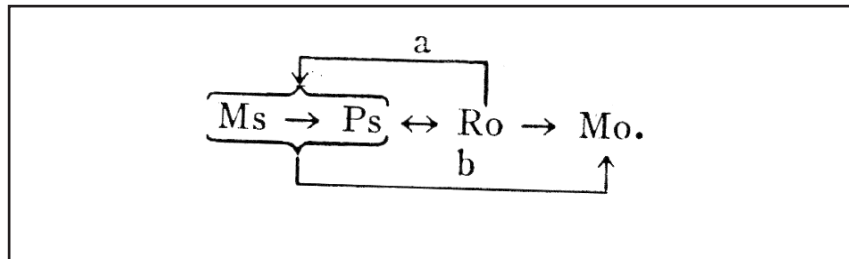 a
Ms → Ps ↔ Ro → Mo.
b